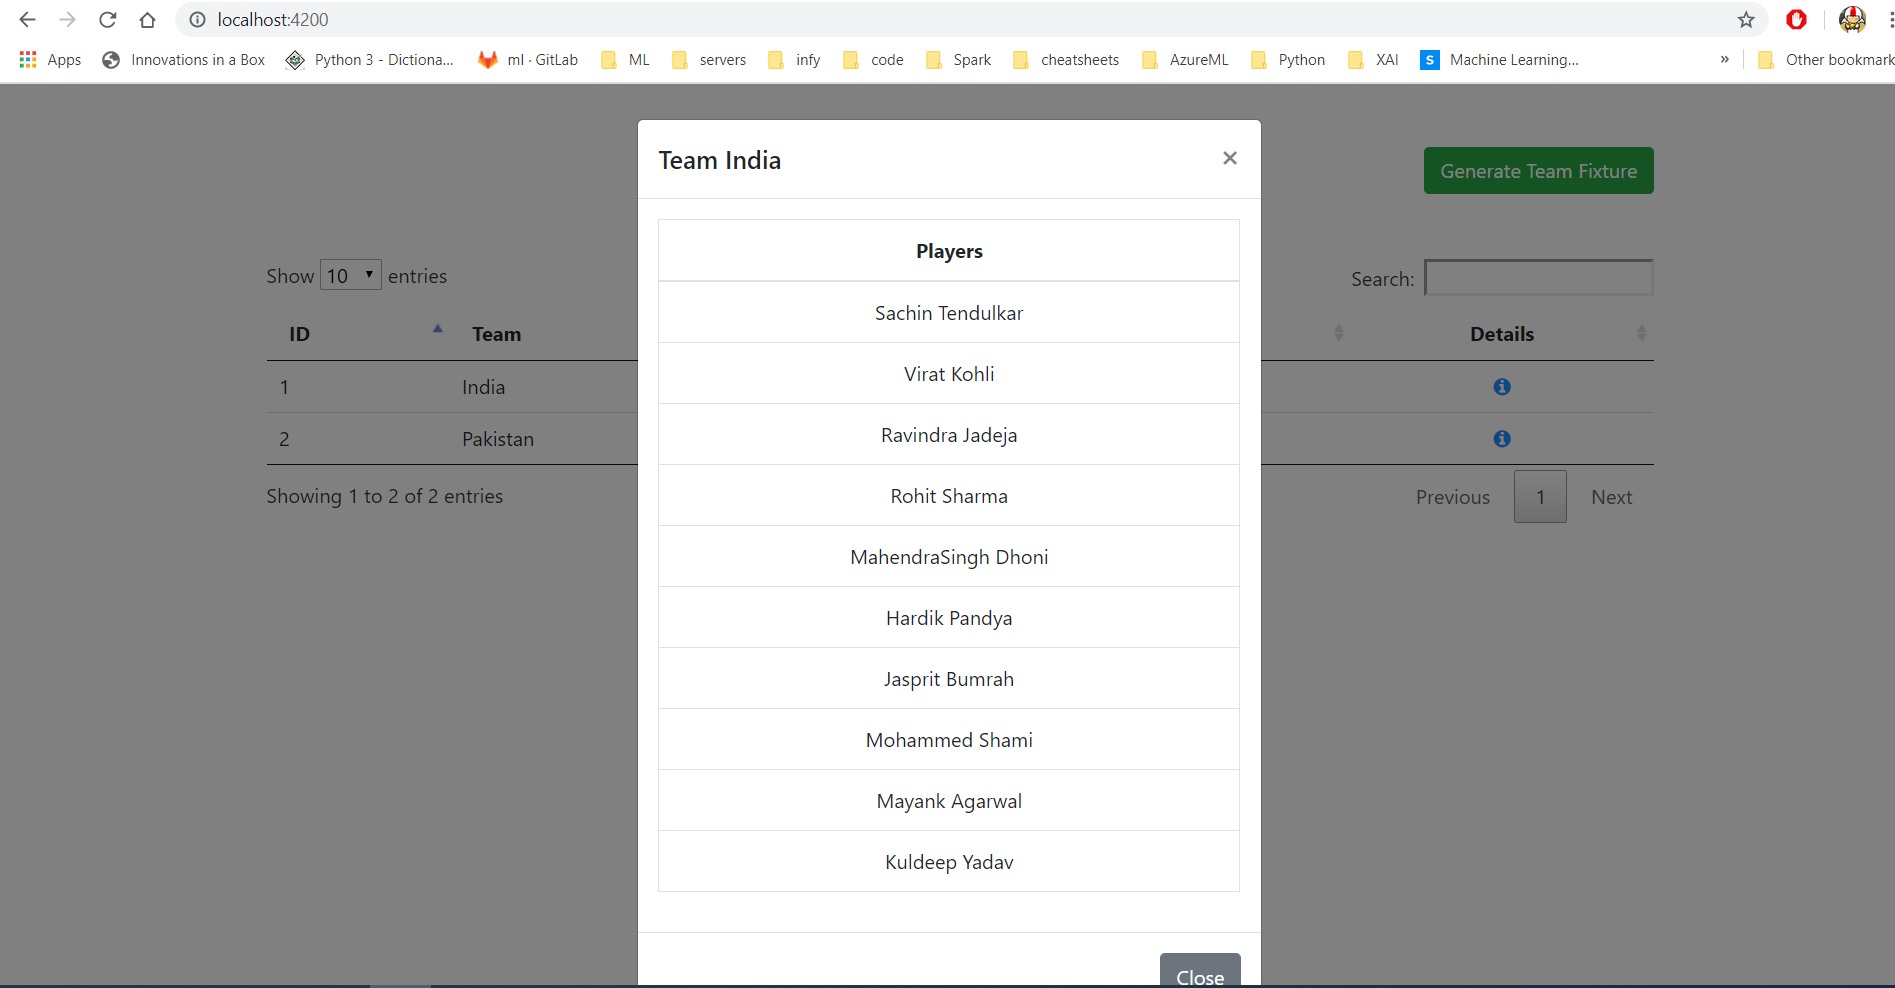 localhost:4200
Apps Innovations in a Box Python 3 - Dictiona... ml · GitLab ML servers infy code Spark cheatsheets AzureML Python XAI S Machine Learning... » Other bookmark
Team India ×
Generate Team Fixture
Players
Show 10 entries
Search:
Sachin Tendulkar
ID Team Details
Virat Kohli
1 India
Ravindra Jadeja
2 Pakistan
Rohit Sharma
Showing 1 to 2 of 2 entries
Previous 1 Next
MahendraSingh Dhoni
Hardik Pandya
Jasprit Bumrah
Mohammed Shami
Mayank Agarwal
Kuldeep Yadav
Close